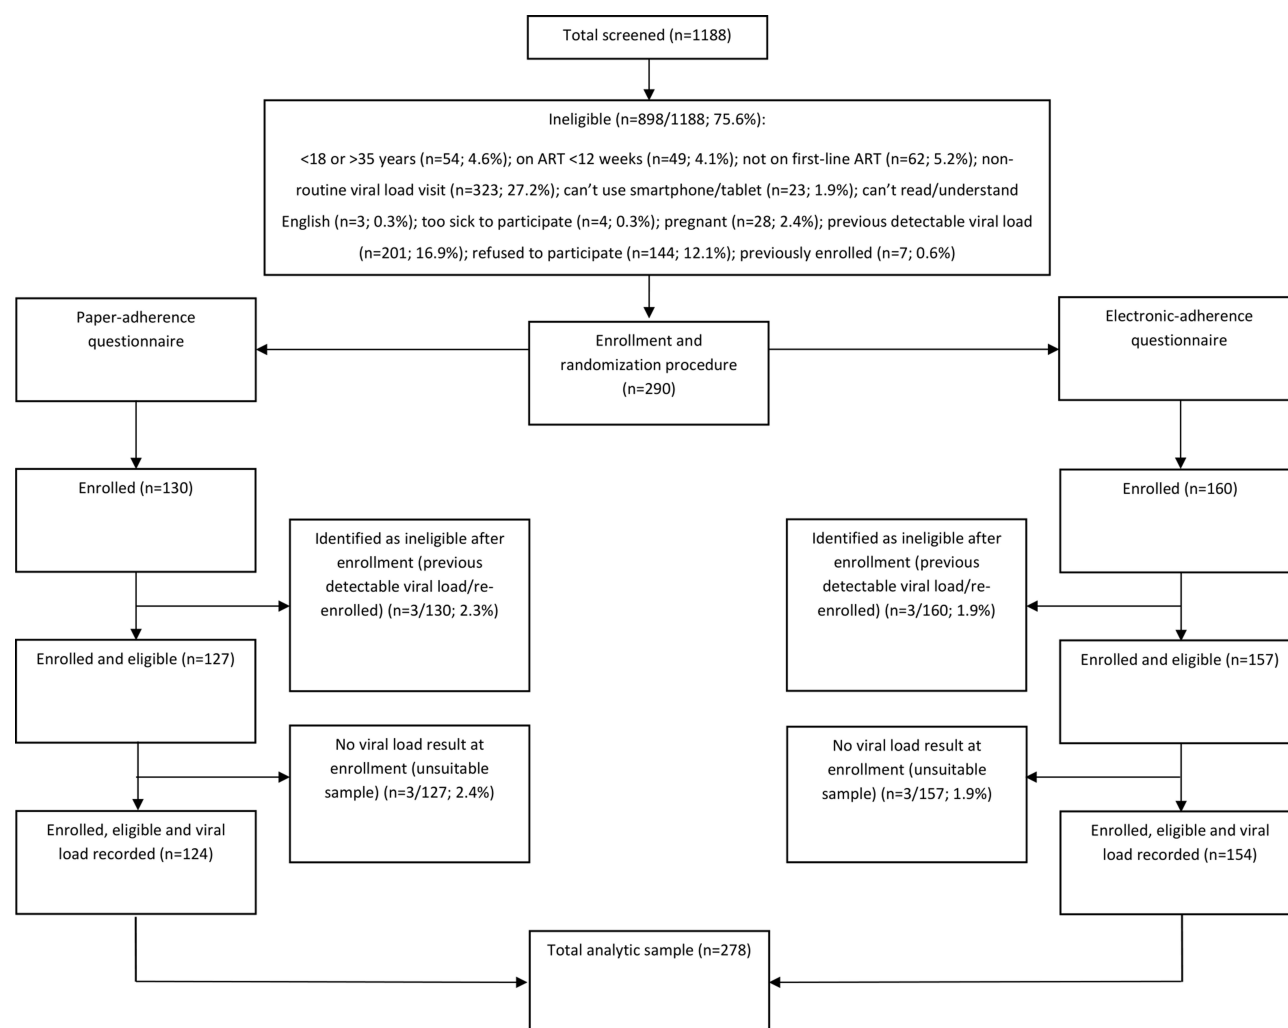 Total screened (n=1188)
Ineligible (n=898/1188; 75.6%):
<18 or >35 years (n=54; 4.6%); on ART <12 weeks (n=49; 4.1%); not on first-line ART (n=62; 5.2%); non-
routine viral load visit (n=323; 27.2%); can’t use smartphone/tablet (n=23; 1.9%); can’t read/understand
English (n=3; 0.3%); too sick to participate (n=4; 0.3%); pregnant (n=28; 2.4%); previous detectable viral load
(n=201; 16.9%); refused to participate (n=144; 12.1%); previously enrolled (n=7; 0.6%)
Paper-adherence
questionnaire
Enrollment and
randomization procedure
(n=290)
Electronic-adherence
questionnaire
Enrolled (n=130)
Enrolled (n=160)
Identified as ineligible after
enrollment (previous
detectable viral load/re-
enrolled) (n=3/130; 2.3%)
Identified as ineligible after
enrollment (previous
detectable viral load/re-
enrolled) (n=3/160; 1.9%)
Enrolled and eligible (n=127)
Enrolled and eligible (n=157)
No viral load result at
enrollment (unsuitable
sample) (n=3/127; 2.4%)
No viral load result at
enrollment (unsuitable
sample) (n=3/157; 1.9%)
Enrolled, eligible and viral
load recorded (n=124)
Enrolled, eligible and viral
load recorded (n=154)
Total analytic sample (n=278)